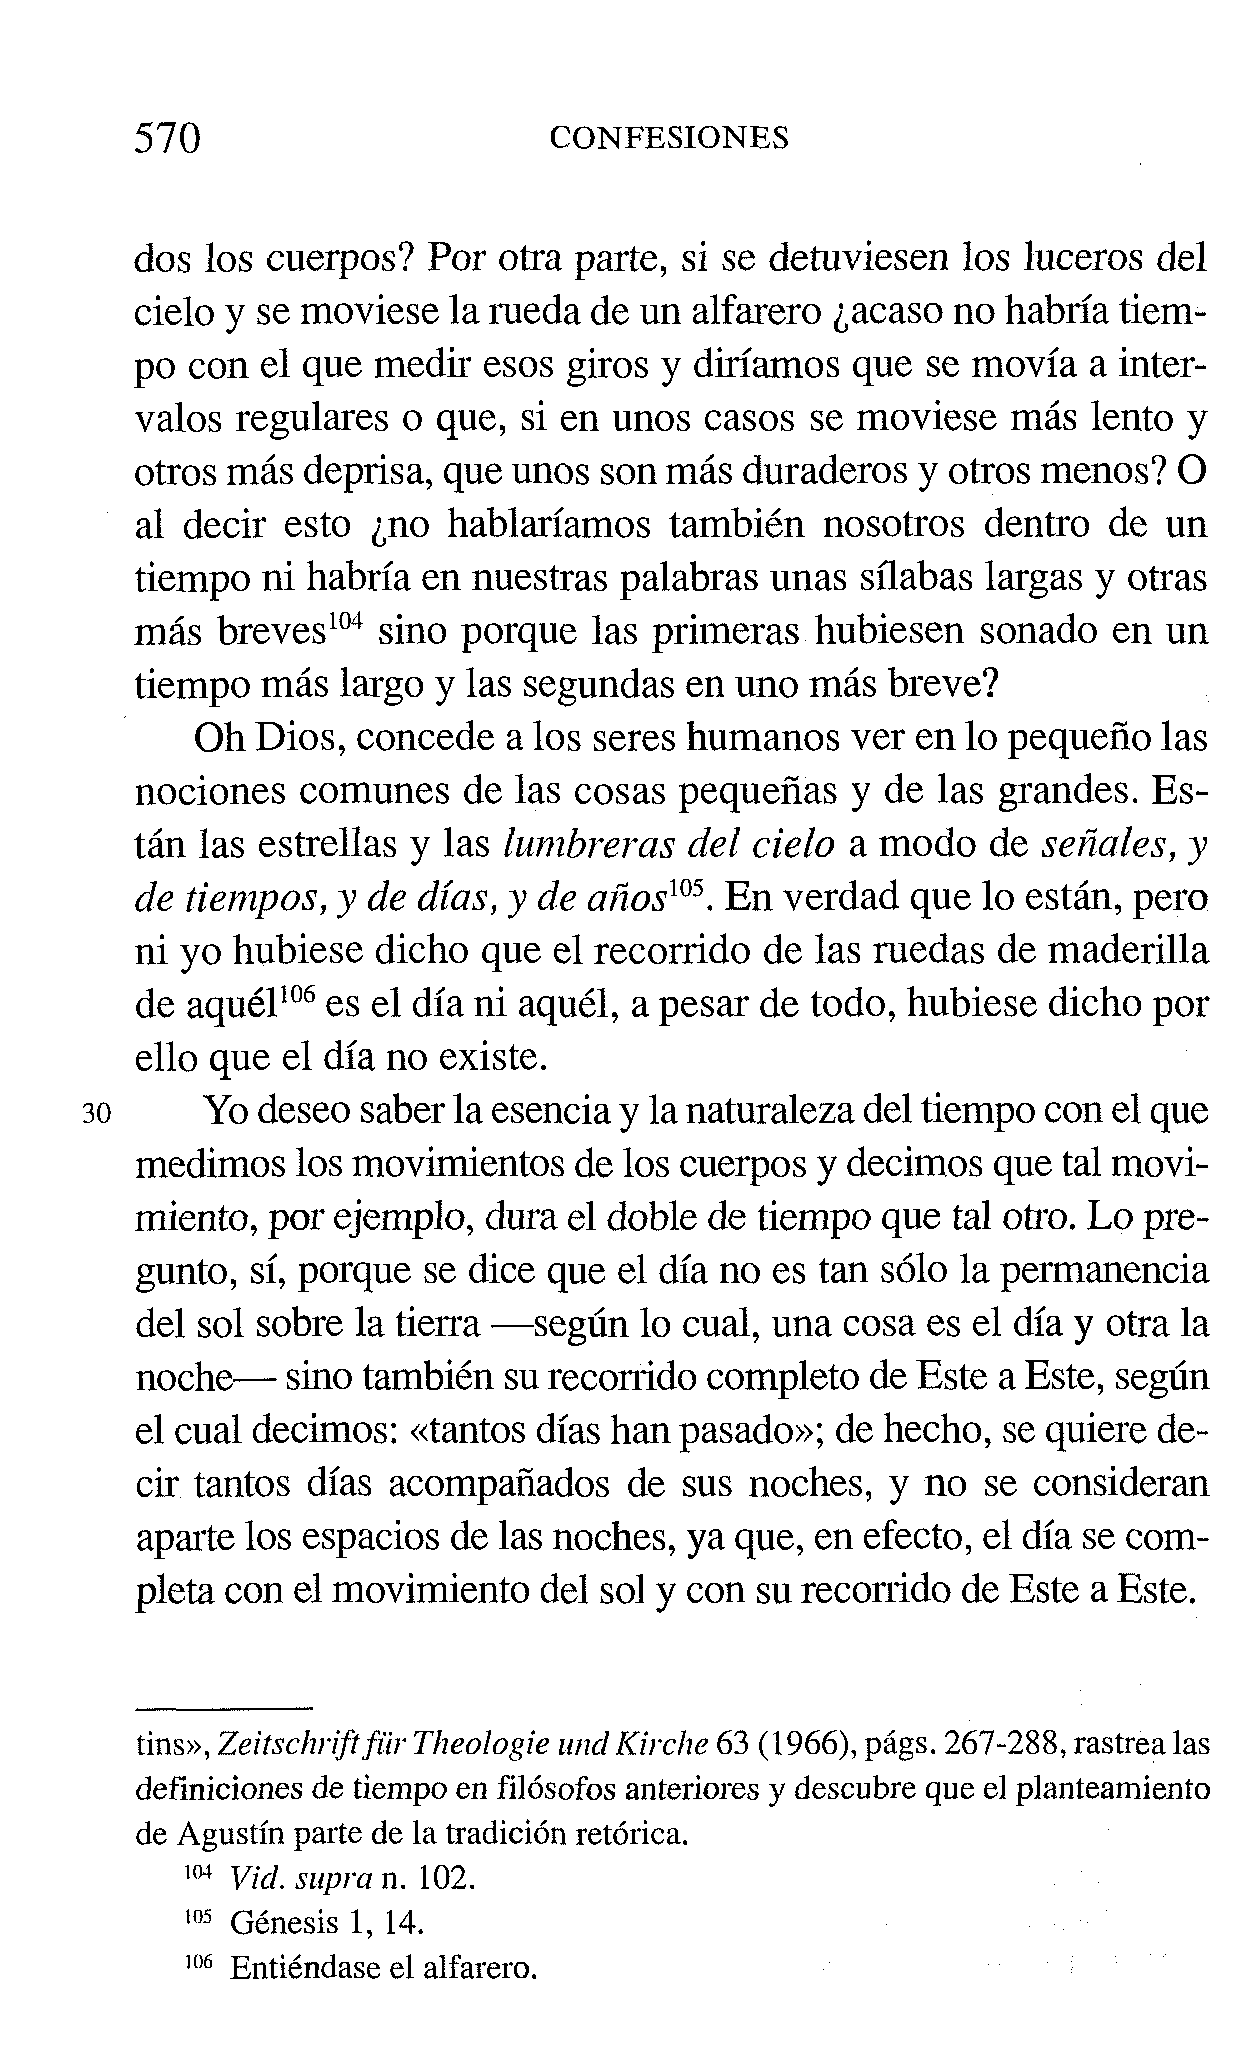 570 CONFESIONES
dos los cuerpos? Por otra parte, si se detuviesen los luceros del
cielo y se moviese la rueda de un alfarero ¿acaso no habría tiem-
po con el que medir esos giros y diríamos que se movía a inter-
valos regulares o que, si en unos casos se moviese más lento y
otros más deprisa, que unos son más duraderos y otros menos? O
al decir esto ¿no hablaríamos también nosotros dentro de un
tiempo ni habría en nuestras palabras unas sílabas largas y otras
más breves¹⁰⁴ sino porque las primeras hubiesen sonado en un
tiempo más largo y las segundas en uno más breve?
Oh Dios, concede a los seres humanos ver en lo pequeño las
nociones comunes de las cosas pequeñas y de las grandes. Es-
tán las estrellas y las lumbreras del cielo a modo de señales, y
de tiempos, y de días, y de años¹⁰⁵. En verdad que lo están, pero
ni yo hubiese dicho que el recorrido de las ruedas de maderilla
de aquél¹⁰⁶ es el día ni aquél, a pesar de todo, hubiese dicho por
ello que el día no existe.
30 Yo deseo saber la esencia y la naturaleza del tiempo con el que
medimos los movimientos de los cuerpos y decimos que tal movi-
miento, por ejemplo, dura el doble de tiempo que tal otro. Lo pre-
gunto, sí, porque se dice que el día no es tan sólo la permanencia
del sol sobre la tierra —según lo cual, una cosa es el día y otra la
noche— sino también su recorrido completo de Este a Este, según
el cual decimos: «tantos días han pasado»; de hecho, se quiere de-
cir tantos días acompañados de sus noches, y no se consideran
aparte los espacios de las noches, ya que, en efecto, el día se com-
pleta con el movimiento del sol y con su recorrido de Este a Este.
tins», Zeitschrift für Theologie und Kirche 63 (1966), págs. 267-288, rastrea las
definiciones de tiempo en filósofos anteriores y descubre que el planteamiento
de Agustín parte de la tradición retórica.
¹⁰⁴ Vid. supra n. 102.
¹⁰⁵ Génesis 1, 14.
¹⁰⁶ Entiéndase el alfarero.